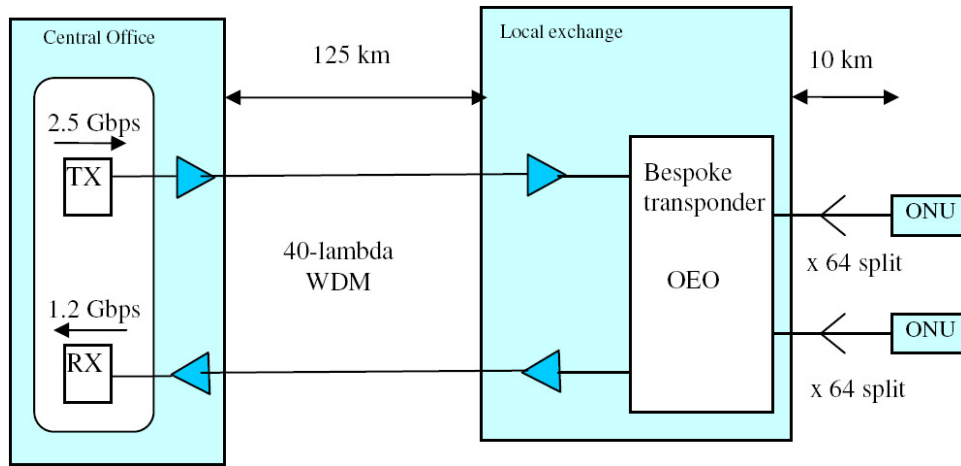 Central Office
Local exchange
125 km
10 km
2.5 Gbps
TX
Bespoke
transponder
ONU
x 64 split
40-lambda
WDM
OEO
1.2 Gbps
RX
ONU
x 64 split